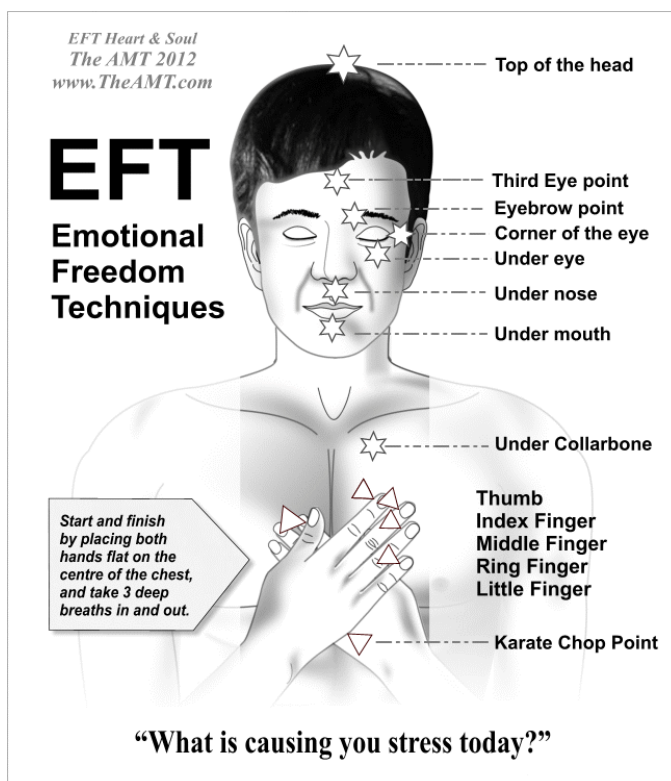 EFT Heart & Soul
The AMT 2012
www.TheAMT.com
EFT
Emotional
Freedom
Techniques
Top of the head
Third Eye point
Eyebrow point
Corner of the eye
Under eye
Under nose
Under mouth
Under Collarbone
Thumb
Index Finger
Middle Finger
Ring Finger
Little Finger
Start and finish
by placing both
hands flat on the
centre of the chest,
and take 3 deep
breaths in and out.
Karate Chop Point
“What is causing you stress today?”